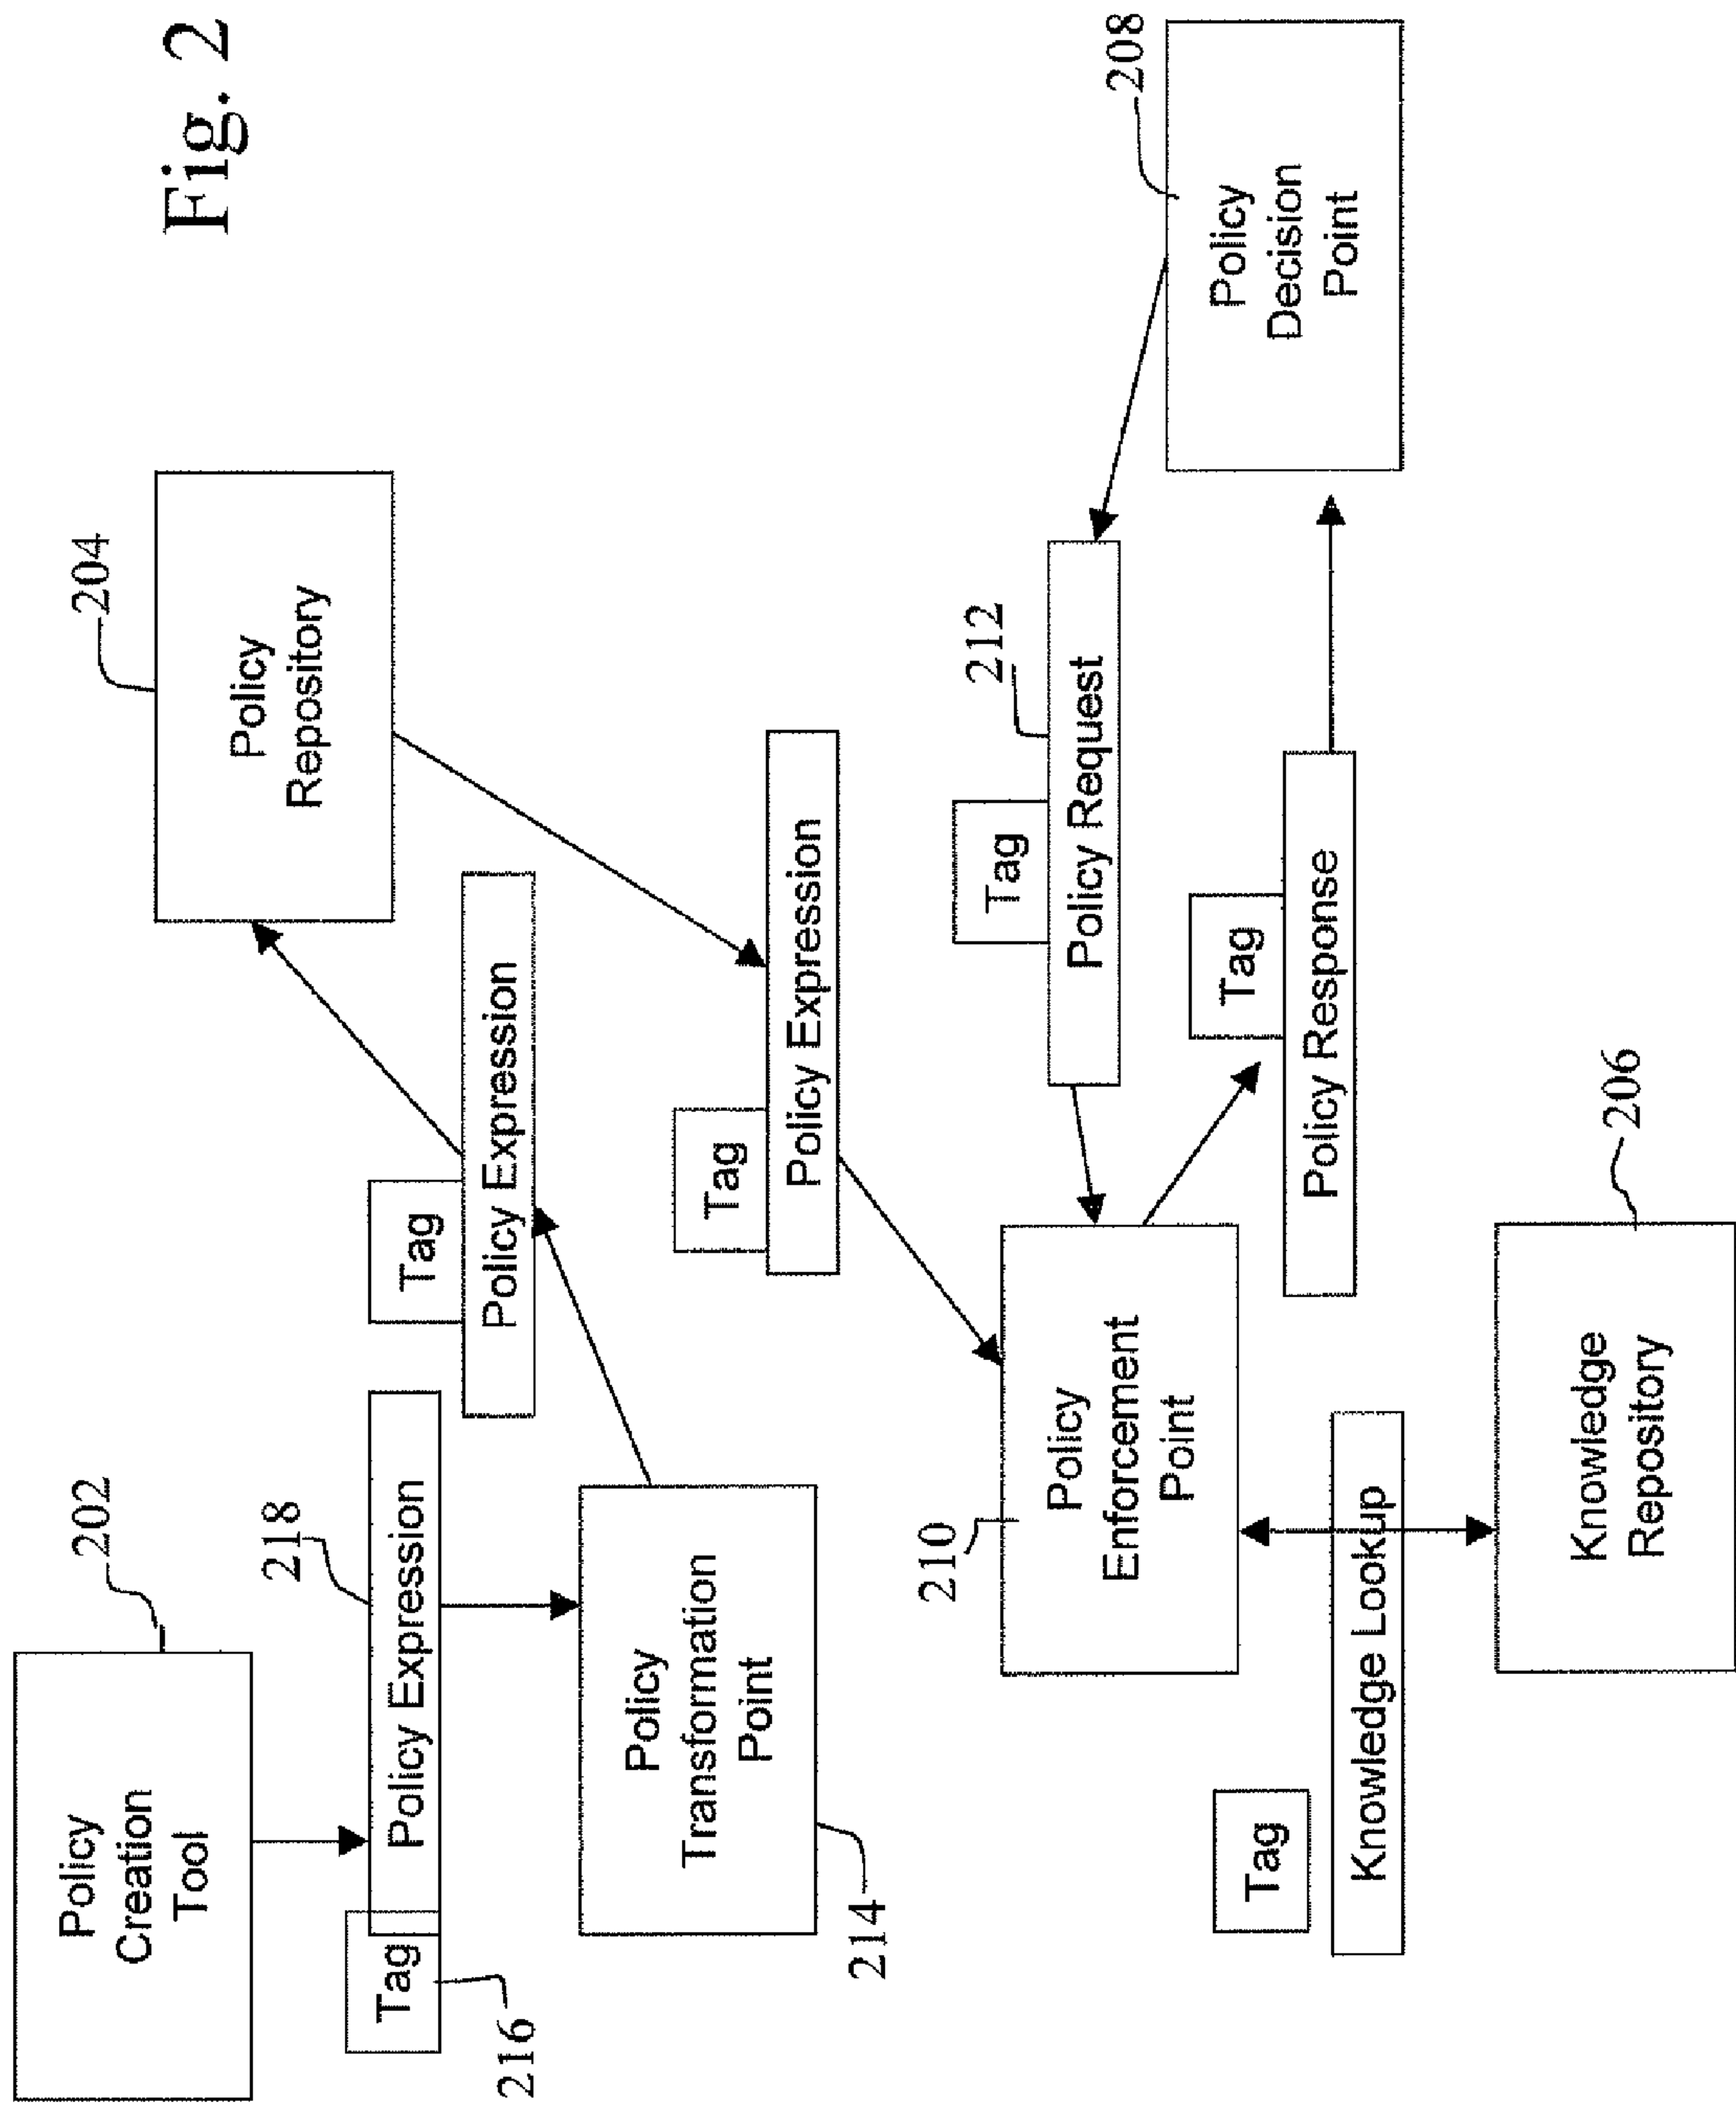 Fig. 2
202
Policy
Creation
Tool
204
Policy
Repository
218
Policy Expression
Tag
216
Tag
Policy Expression
Policy
Transformation
Point
214
Tag
Policy Expression
212
Tag
Policy Request
208
Policy
Decision
Point
210
Policy
Enforcement
Point
Tag
Policy Response
Tag
Knowledge Lookup
206
Knowledge
Repository